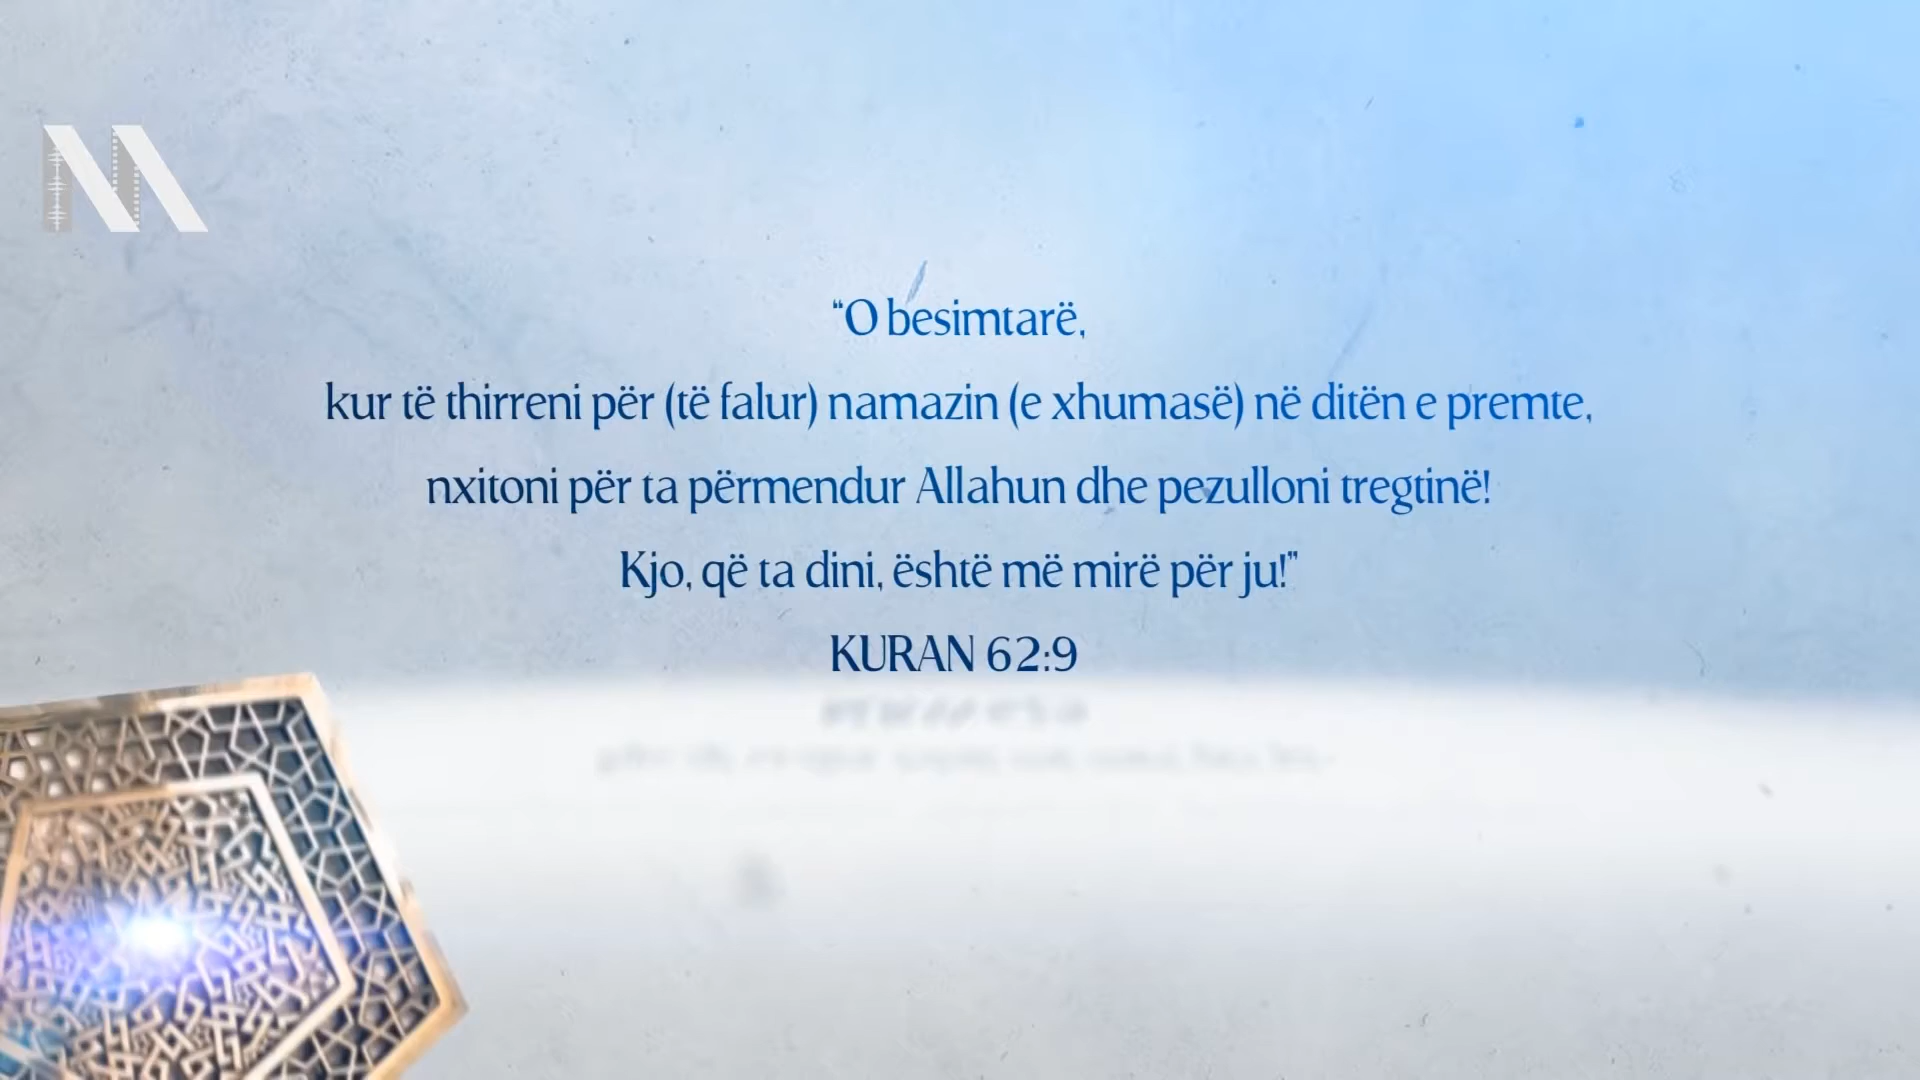 “O besimtarë,
kur të thirreni për (të falur) namazin (e xhumasë) në ditën e premte,
nxitoni për ta përmendur Allahun dhe pezulloni tregtinë!
Kjo, që ta dini, është më mirë për ju!”
KURAN 62:9